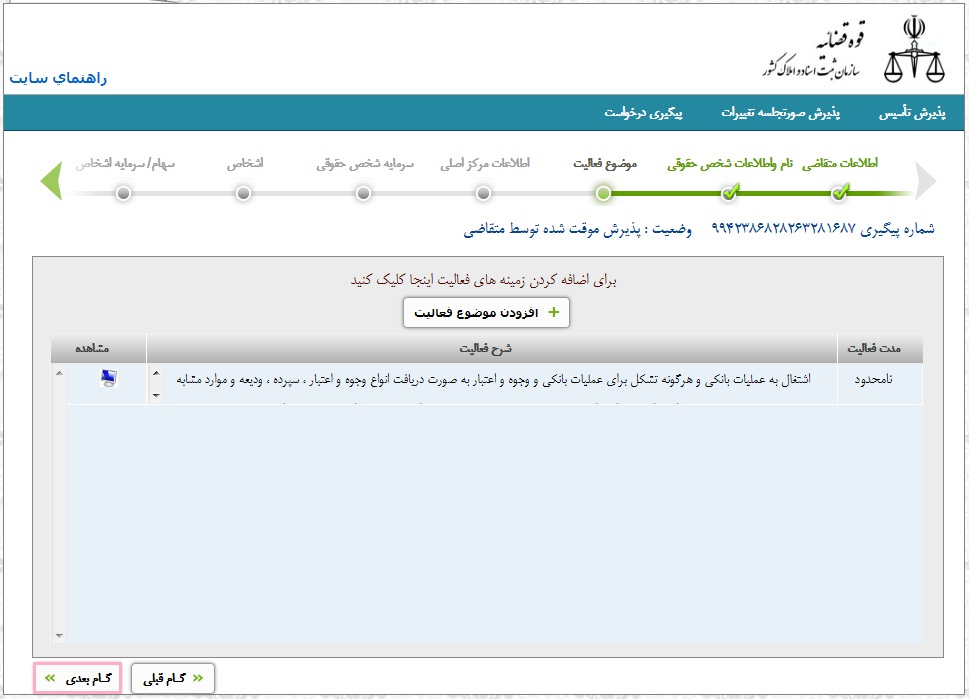 قوه قضائیه
سازمان ثبت اسناد و املاک کشور
راهنمای سایت
پذیرش تأسیس پذیرش صورتجلسه تغییرات پیگیری درخواست
اطلاعات متقاضی نام واطلاعات شخص حقوقی موضوع فعالیت اطلاعات مرکز اصلی سرمایه شخص حقوقی اشخاص سهام/ سرمایه اشخاص
شماره پیگیری ۹۹۴۲۳۸۶۸۲۸۲۶۳۲۸۱۶۸۷ وضعیت : پذیرش موقت شده توسط متقاضی
برای اضافه کردن زمینه های فعالیت اینجا کلیک کنید
+ افزودن موضوع فعالیت
مدت فعالیت شرح فعالیت مشاهده
نامحدود اشتغال به عملیات بانکی و هرگونه تشکل برای عملیات بانکی و وجوه و اعتبار به صورت دریافت انواع وجوه و اعتبار ، سپرده ، ودیعه و موارد مشابه
گام قبلی گام بعدی